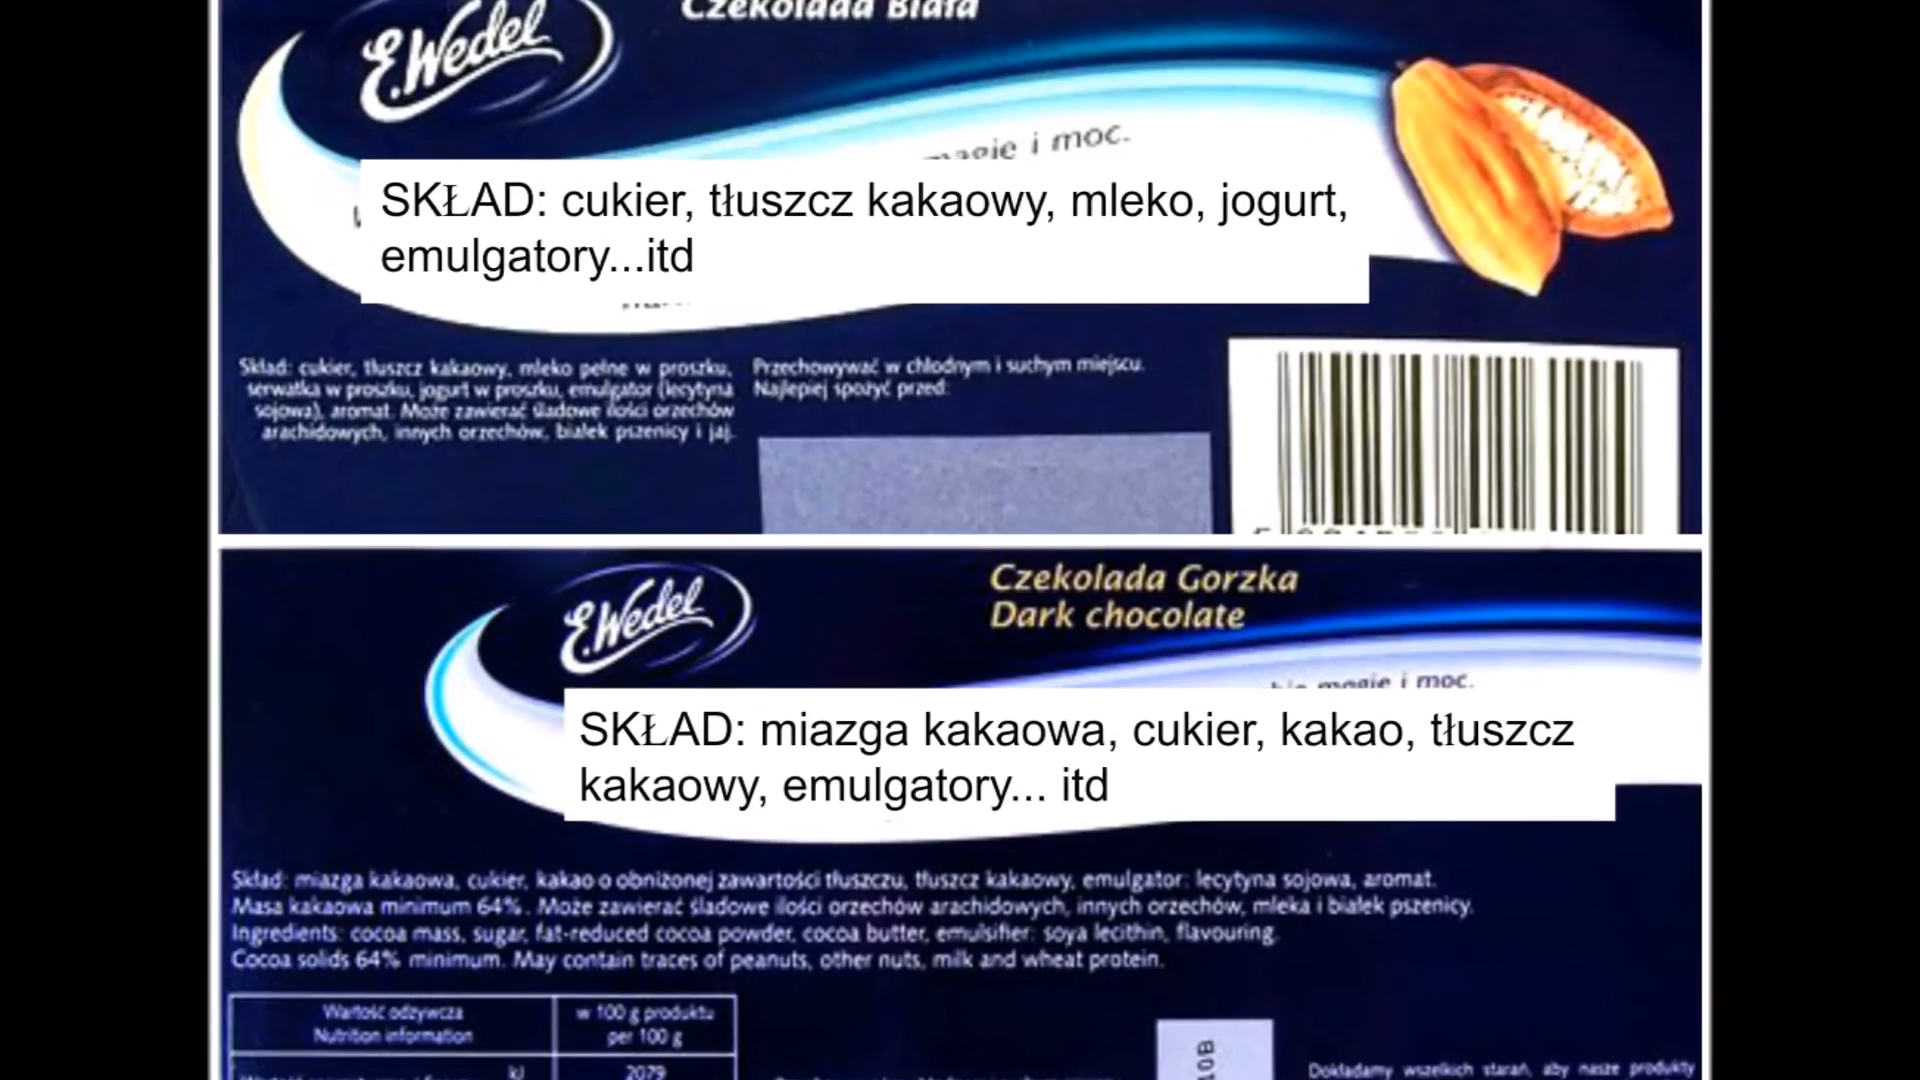 Czekolada Biała
E.Wedel
magię i moc.
SKŁAD: cukier, tłuszcz kakaowy, mleko, jogurt,
emulgatory...itd
Skład: cukier, tłuszcz kakaowy, mleko pełne w proszku,
serwatka w proszku, jogurt w proszku, emulgator (lecytyna
sojowa), aromat. Może zawierać śladowe ilości orzechów
arachidowych, innych orzechów, białek pszenicy i jaj.
Przechowywać w chłodnym i suchym miejscu.
Najlepiej spożyć przed:
E.Wedel
Czekolada Gorzka
Dark chocolate
magię i moc.
SKŁAD: miazga kakaowa, cukier, kakao, tłuszcz
kakaowy, emulgatory... itd
Skład: miazga kakaowa, cukier, kakao o obniżonej zawartości tłuszczu, tłuszcz kakaowy, emulgator: lecytyna sojowa, aromat.
Masa kakaowa minimum 64%. Może zawierać śladowe ilości orzechów arachidowych, innych orzechów, mleka i białek pszenicy.
Ingredients: cocoa mass, sugar, fat-reduced cocoa powder, cocoa butter, emulsifier: soya lecithin, flavouring.
Cocoa solids 64% minimum. May contain traces of peanuts, other nuts, milk and wheat protein.
Wartość odżywcza
Nutrition information
w 100 g produktu
per 100 g
kJ
2079
10B
Dokładamy wszelkich starań, aby nasze produkty